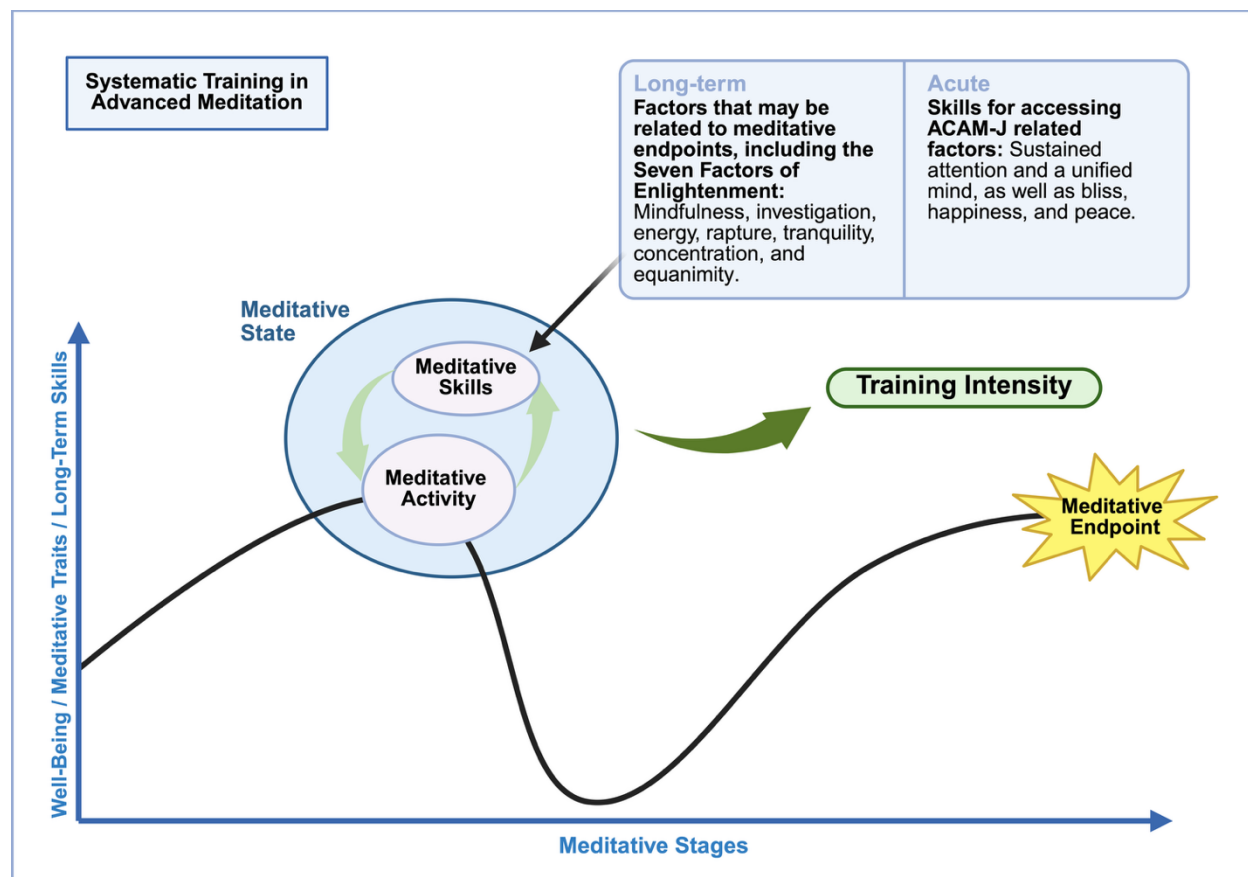 Systematic Training in
Advanced Meditation
Long-term
Factors that may be
related to meditative
endpoints, including the
Seven Factors of
Enlightenment:
Mindfulness, investigation,
energy, rapture, tranquility,
concentration, and
equanimity.
Acute
Skills for accessing
ACAM-J related
factors: Sustained
attention and a unified
mind, as well as bliss,
happiness, and peace.
Meditative
State
Meditative
Skills
Meditative
Activity
Training Intensity
Meditative
Endpoint
Well-Being / Meditative Traits / Long-Term Skills
Meditative Stages